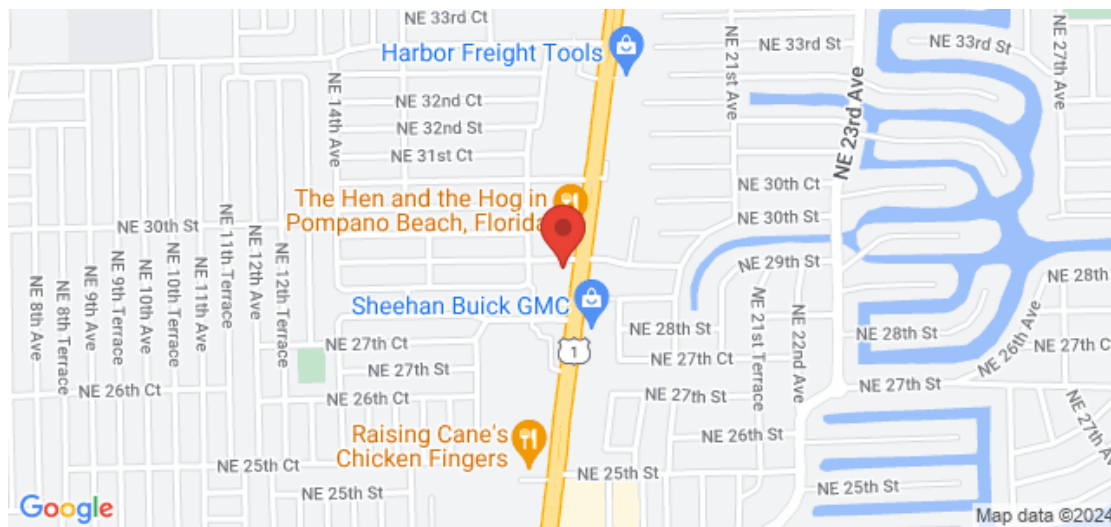 NE 33rd Ct
Harbor Freight Tools
NE 21st Ave
NE 33rd St
NE 33rd St
NE 27th Ave
NE 14th Ave
NE 32nd Ct
NE 32nd St
NE 31st Ct
NE 23rd Ave
The Hen and the Hog in
Pompano Beach, Florida
NE 30th Ct
NE 30th St
NE 30th St
NE 29th St
NE 8th Ave
NE 8th Terrace
NE 9th Ave
NE 9th Terrace
NE 10th Ave
NE 10th Terrace
NE 11th Ave
NE 11th Terrace
NE 12th Ave
NE 12th Terrace
Sheehan Buick GMC
1
NE 28th St
NE 21st Terrace
NE 22nd Ave
NE 28th St
NE 28th
NE 26th Ave
NE 27th Ct
NE 27th St
NE 27th Ct
NE 27th Ct
NE 26th Ct
NE 26th Ct
NE 27th St
NE 27th St
NE 27th Ave
Raising Cane's
Chicken Fingers
NE 26th St
NE 25th Ct
NE 25th St
NE 25th St
NE 25th St
Google
Map data ©2024